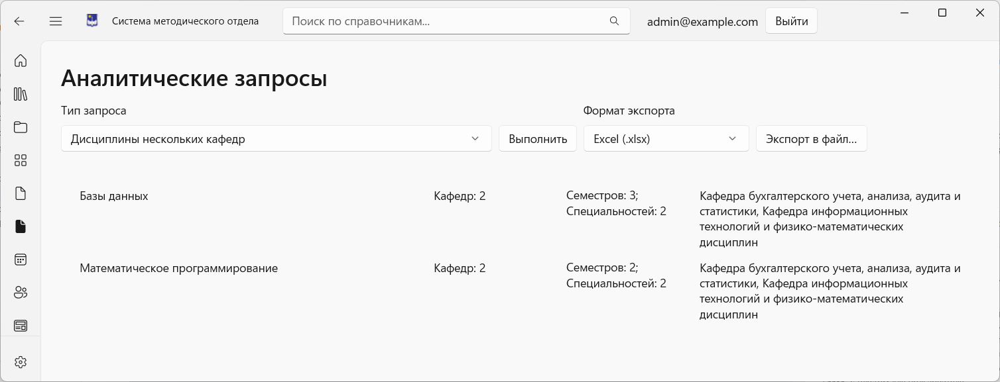 Система методического отдела
Поиск по справочникам...
admin@example.com
Выйти
Аналитические запросы
Тип запроса
Формат экспорта
Дисциплины нескольких кафедр
Выполнить
Excel (.xlsx)
Экспорт в файл...
Базы данных
Кафедр: 2
Семестров: 3;
Специальностей: 2
Кафедра бухгалтерского учета, анализа, аудита и
статистики, Кафедра информационных
технологий и физико-математических
дисциплин
Математическое программирование
Кафедр: 2
Семестров: 2;
Специальностей: 2
Кафедра бухгалтерского учета, анализа, аудита и
статистики, Кафедра информационных
технологий и физико-математических
дисциплин